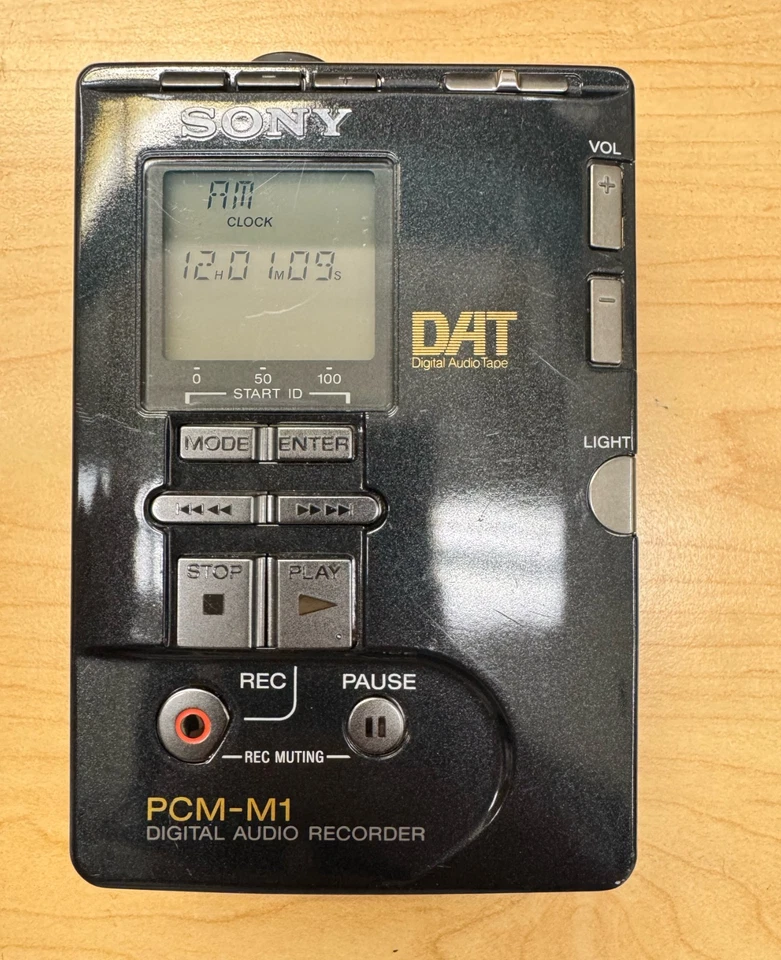 SONY
VOL
+
−
AM
CLOCK
12H01M09S
DAT
Digital Audio Tape
0 50 100
START ID
LIGHT
MODE ENTER
STOP PLAY
REC PAUSE
REC MUTING
PCM-M1
DIGITAL AUDIO RECORDER